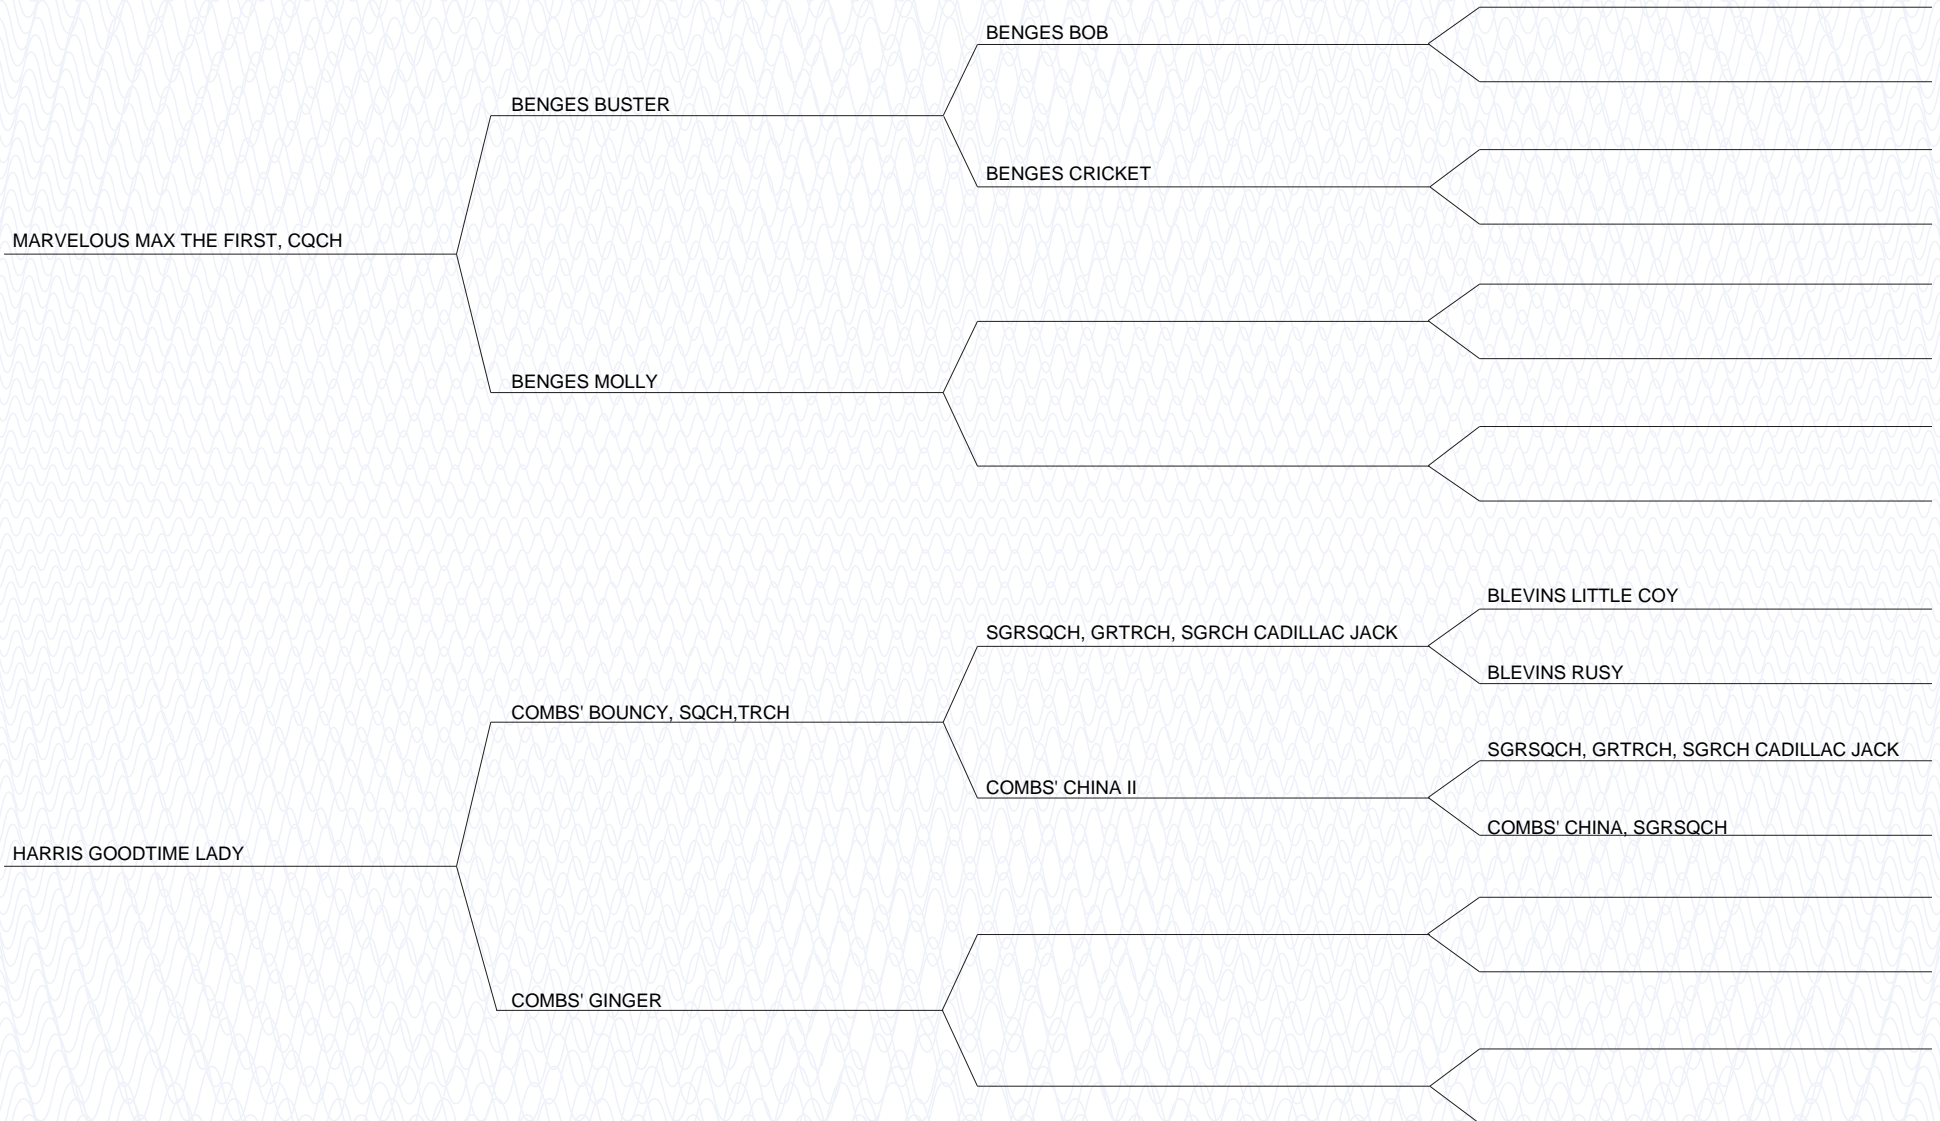 BENGES BOB
BENGES BUSTER
BENGES CRICKET
MARVELOUS MAX THE FIRST, CQCH
BENGES MOLLY
BLEVINS LITTLE COY
SGRSQCH, GRTRCH, SGRCH CADILLAC JACK
BLEVINS RUSY
COMBS' BOUNCY, SQCH,TRCH
SGRSQCH, GRTRCH, SGRCH CADILLAC JACK
COMBS' CHINA II
COMBS' CHINA, SGRSQCH
HARRIS GOODTIME LADY
COMBS' GINGER